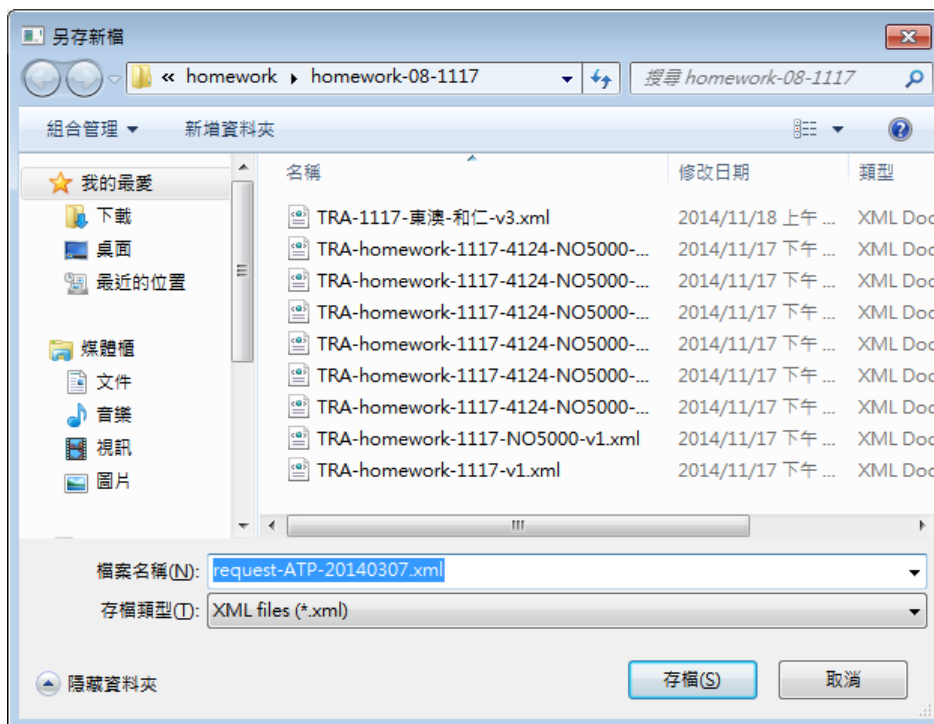 另存新檔
« homework ▸ homework-08-1117
搜尋 homework-08-1117
組合管理 ▼ 新增資料夾
我的最愛
下載
桌面
最近的位置
媒體櫃
文件
音樂
視訊
圖片
名稱 修改日期 類型
TRA-1117-東澳-和仁-v3.xml 2014/11/18 上午 ... XML Doc
TRA-homework-1117-4124-NO5000-... 2014/11/17 下午 ... XML Doc
TRA-homework-1117-4124-NO5000-... 2014/11/17 下午 ... XML Doc
TRA-homework-1117-4124-NO5000-... 2014/11/17 下午 ... XML Doc
TRA-homework-1117-4124-NO5000-... 2014/11/17 下午 ... XML Doc
TRA-homework-1117-4124-NO5000-... 2014/11/17 下午 ... XML Doc
TRA-homework-1117-4124-NO5000-... 2014/11/17 下午 ... XML Doc
TRA-homework-1117-NO5000-v1.xml 2014/11/17 下午 ... XML Doc
TRA-homework-1117-v1.xml 2014/11/17 下午 ... XML Doc
檔案名稱(N): request-ATP-20140307.xml
存檔類型(T): XML files (*.xml)
隱藏資料夾
存檔(S) 取消